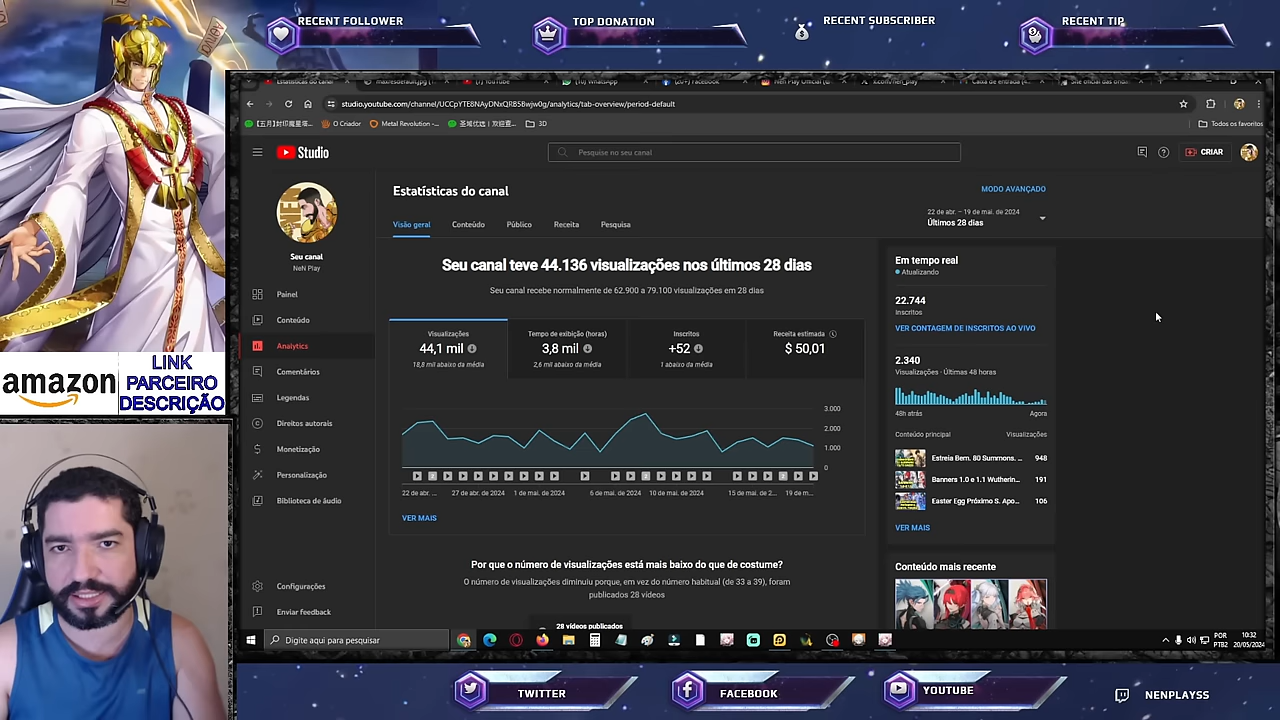 RECENT FOLLOWER
TOP DONATION
RECENT SUBSCRIBER
RECENT TIP
studio.youtube.com/channel/UCCpYTE8NAyDNxQRB5Bwjw0g/analytics/tab-overview/period-default
O Criador
Metal Revolution -...
3D
Todos os favoritos
Studio
Pesquise no seu canal
CRIAR
Seu canal
NeN Play
Painel
Conteúdo
Analytics
Comentários
Legendas
Direitos autorais
Monetização
Personalização
Biblioteca de áudio
Configurações
Enviar feedback
Estatísticas do canal
MODO AVANÇADO
Visão geral
Conteúdo
Público
Receita
Pesquisa
22 de abr. – 19 de mai. de 2024
Últimos 28 dias
Seu canal teve 44.136 visualizações nos últimos 28 dias
Seu canal recebe normalmente de 62.900 a 79.100 visualizações em 28 dias
Visualizações
44,1 mil
18,8 mil abaixo da média
Tempo de exibição (horas)
3,8 mil
2,6 mil abaixo da média
Inscritos
+52
1 abaixo da média
Receita estimada
$ 50,01
3.000
2.000
1.000
0
22 de abr. ...
27 de abr. de 2024
1 de mai. de 2024
6 de mai. de 2024
10 de mai. de 2024
15 de mai. de 2...
19 de m...
VER MAIS
Por que o número de visualizações está mais baixo do que de costume?
O número de visualizações diminuiu porque, em vez do número habitual (de 33 a 39), foram
publicados 28 vídeos
28 vídeos publicados
Em tempo real
Atualizando
22.744
Inscritos
VER CONTAGEM DE INSCRITOS AO VIVO
2.340
Visualizações · Últimas 48 horas
48h atrás
Agora
Conteúdo principal
Visualizações
Estreia Bem. 80 Summons. ...
948
Banners 1.0 e 1.1 Wutherin...
191
Easter Egg Próximo S. Apo...
106
VER MAIS
Conteúdo mais recente
amazon
LINK
PARCEIRO
DESCRIÇÃO
Digite aqui para pesquisar
POR
PTB2
10:32
20/05/2024
TWITTER
FACEBOOK
YOUTUBE
NENPLAYSS